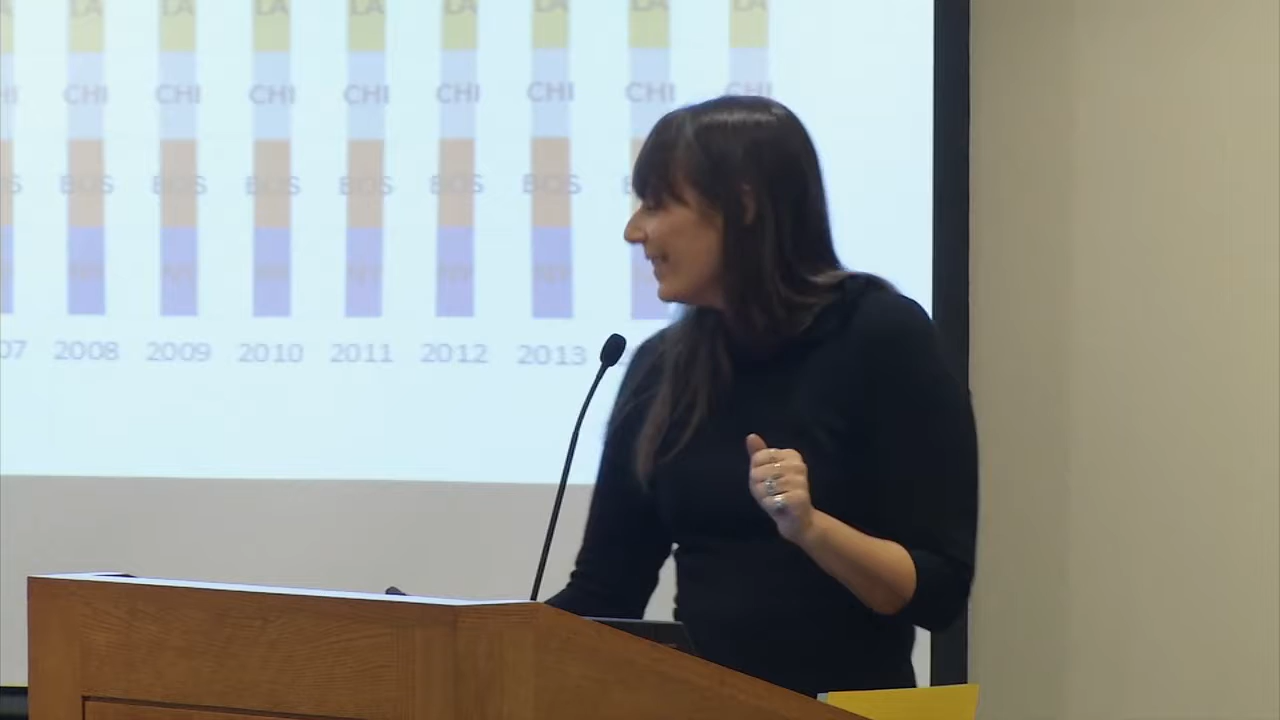 LA LA LA LA LA LA LA LA
CHI CHI CHI CHI CHI CHI CHI CHI
BOS BOS BOS BOS BOS BOS
NY NY NY NY NY NY
07 2008 2009 2010 2011 2012 2013